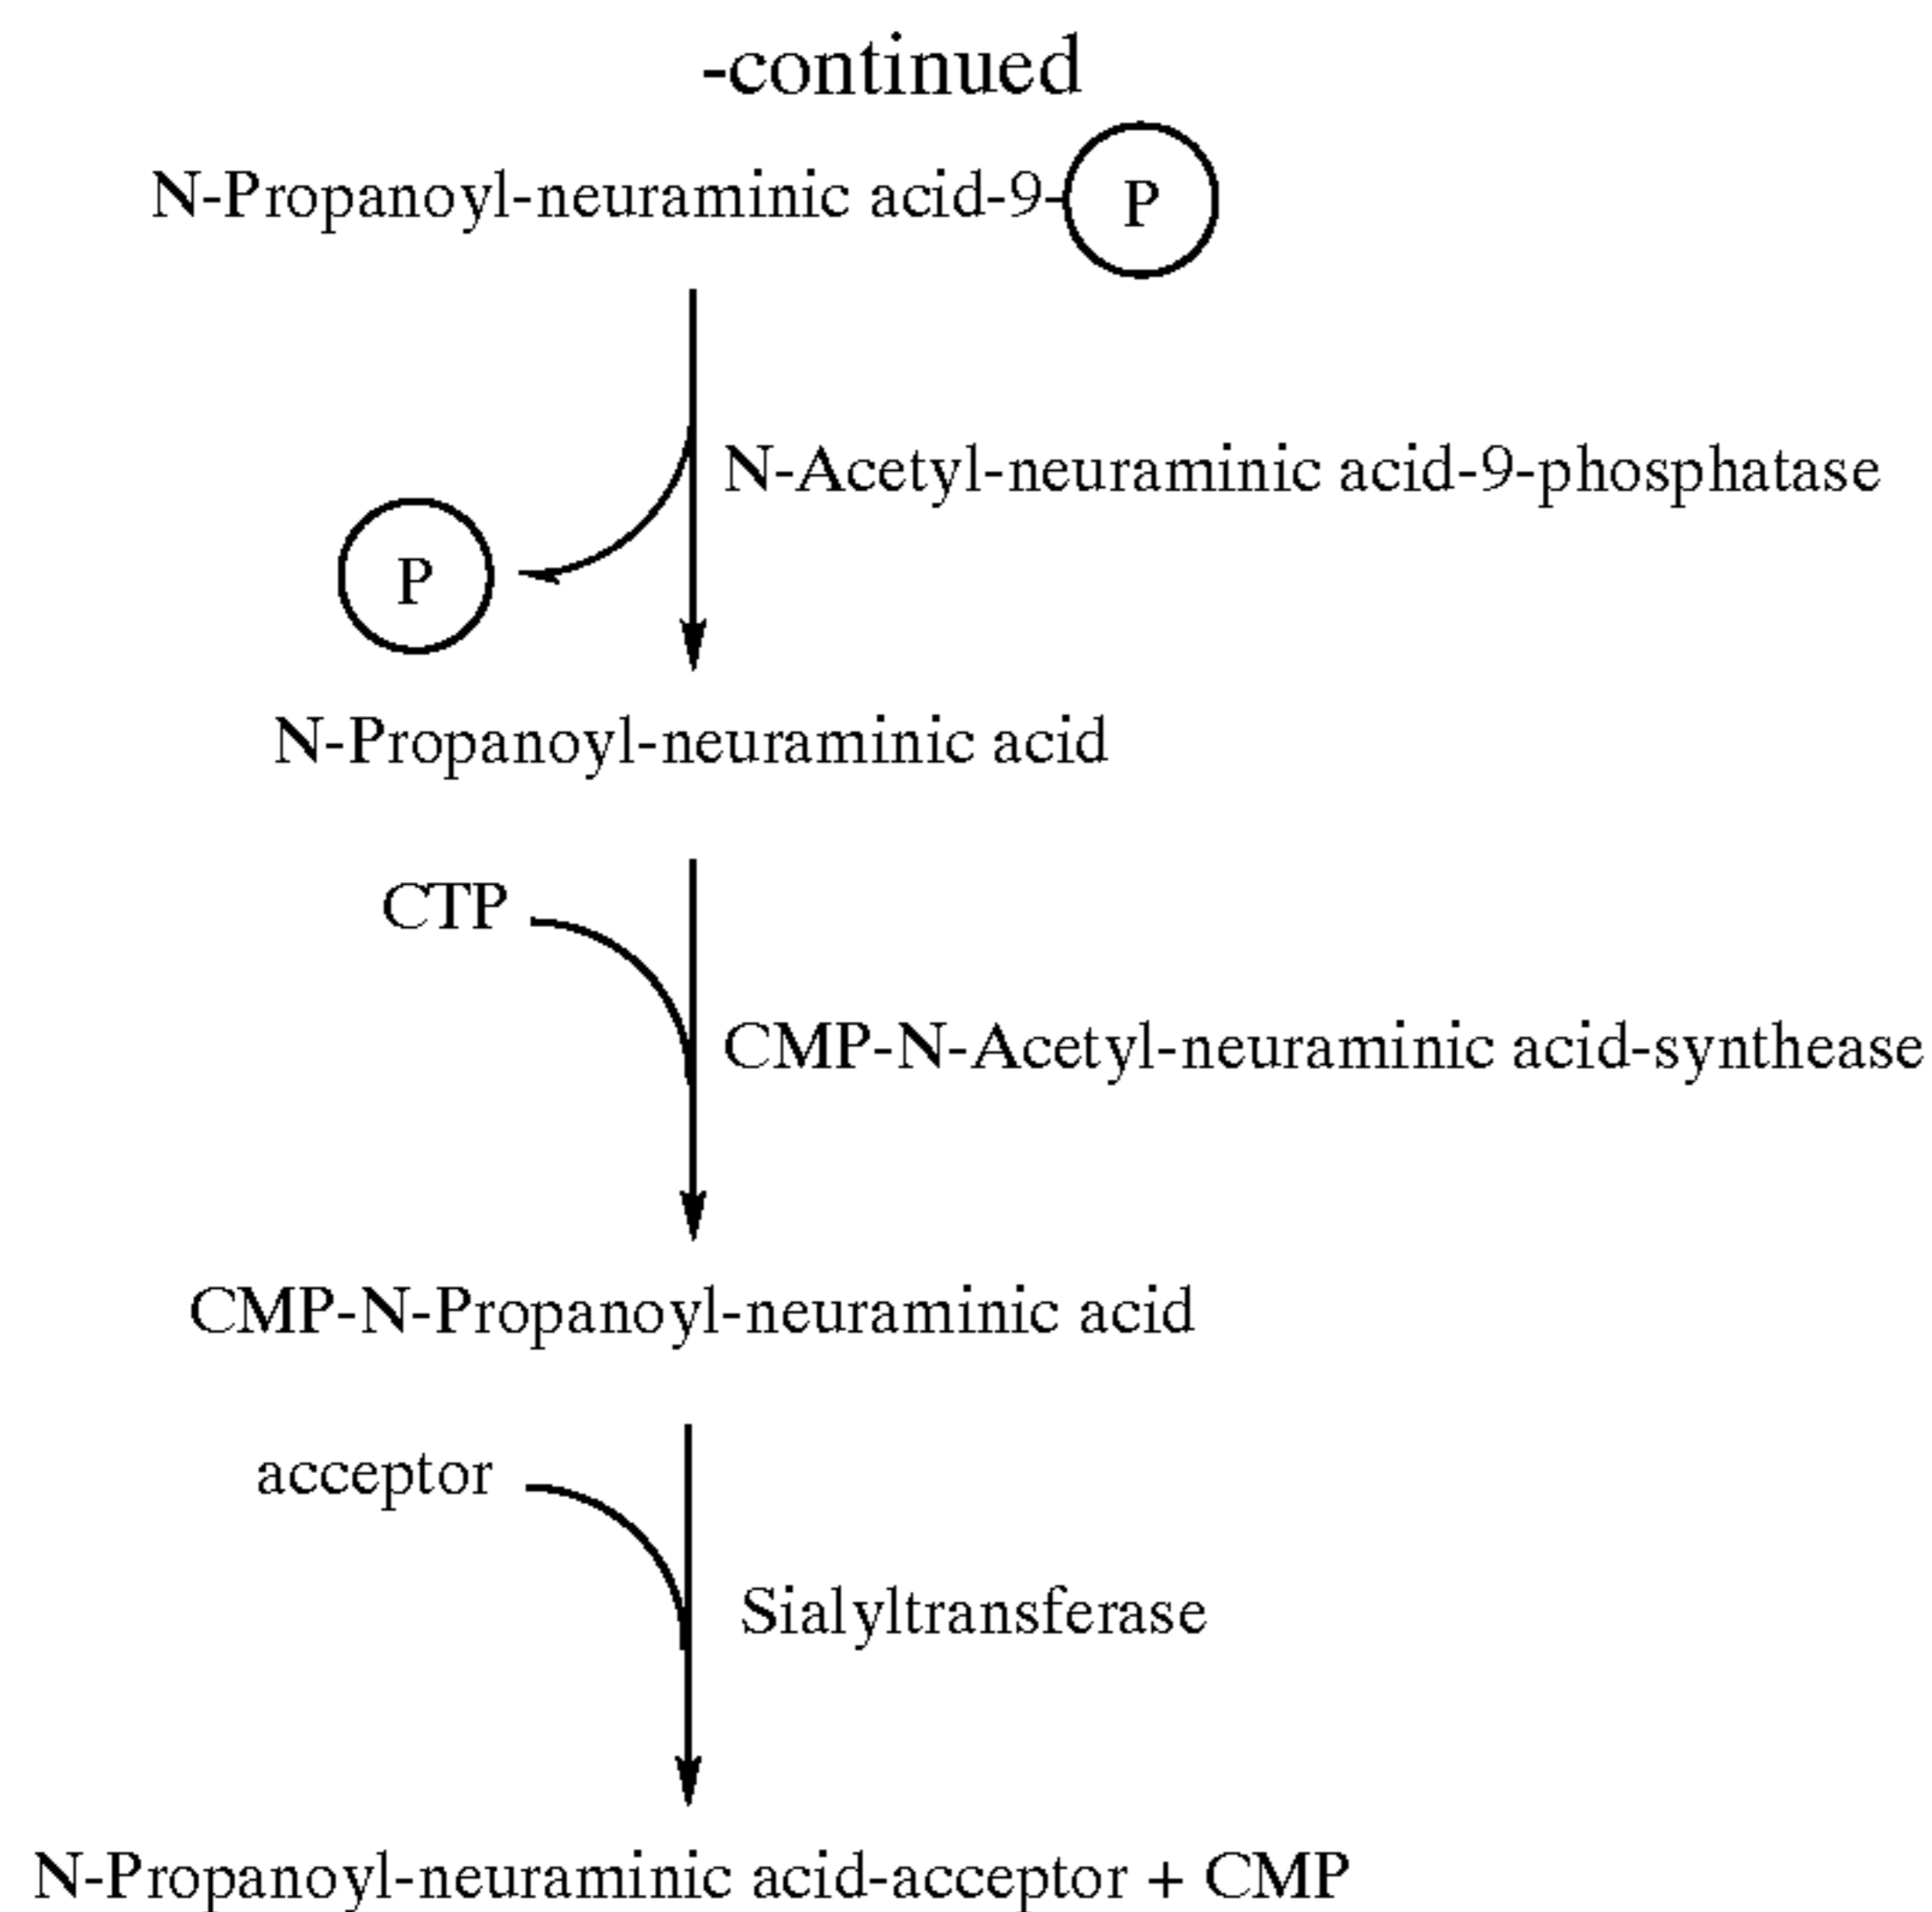 -continued
N-Propanoyl-neuraminic acid-9-P
N-Acetyl-neuraminic acid-9-phosphatase
P
N-Propanoyl-neuraminic acid
CTP
CMP-N-Acetyl-neuraminic acid-synthease
CMP-N-Propanoyl-neuraminic acid
acceptor
Sialyltransferase
N-Propanoyl-neuraminic acid-acceptor + CMP